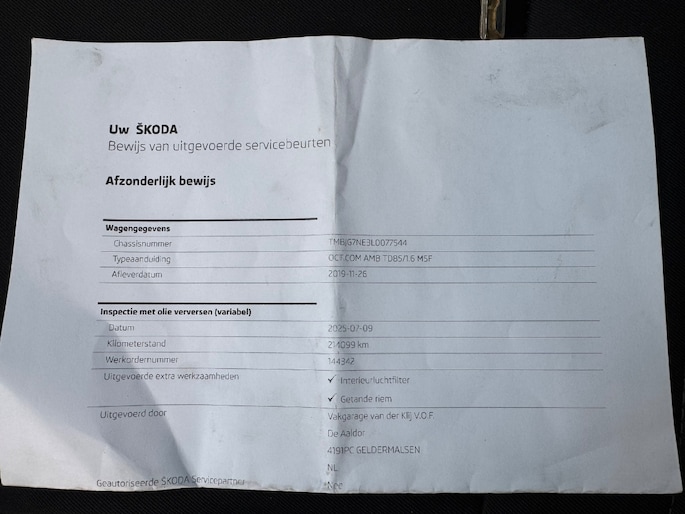 Uw ŠKODA
Bewijs van uitgevoerde servicebeurten
Afzonderlijk bewijs
Wagengegevens
Chassisnummer TMBJG7NE3L0077544
Typeaanduiding OCT.COM AMB TD85/1.6 M5F
Afleverdatum 2019-11-26
Inspectie met olie verversen (variabel)
Datum 2025-07-09
Kilometerstand 214099 km
Werkordernummer 144342
Uitgevoerde extra werkzaamheden ✓ Interieurluchtfilter
✓ Getande riem
Uitgevoerd door Vakgarage van der Klij V.O.F.
De Aaldor
4191PC GELDERMALSEN
NL
Geautoriseerde ŠKODA Servicepartner Nee